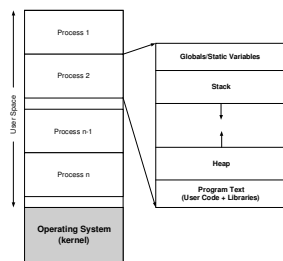 Process 1
Process 2
Process n-1
Process n
Operating System
(kernel)
User Space
Globals/Static Variables
Stack
Heap
Program Text
(User Code + Libraries)